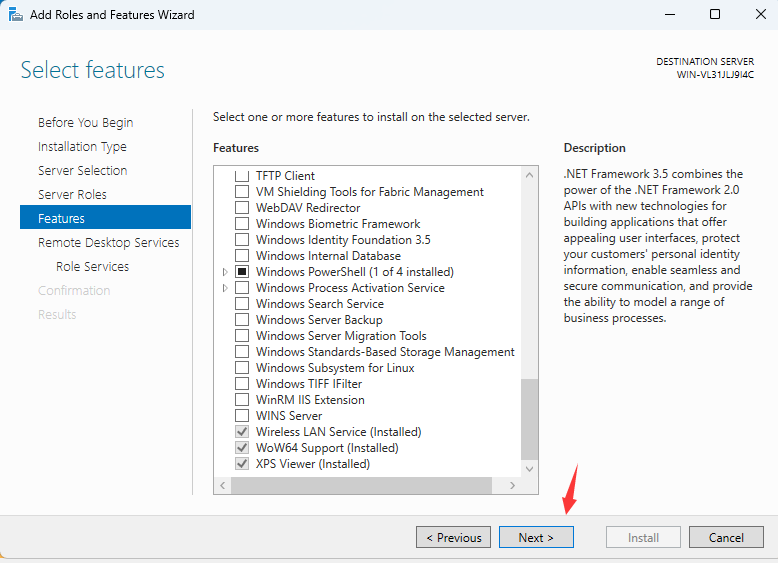 Add Roles and Features Wizard
Select features
DESTINATION SERVER
WIN-VL31JLJ9I4C
Before You Begin
Installation Type
Server Selection
Server Roles
Features
Remote Desktop Services
Role Services
Confirmation
Results
Select one or more features to install on the selected server.
Features
TFTP Client
VM Shielding Tools for Fabric Management
WebDAV Redirector
Windows Biometric Framework
Windows Identity Foundation 3.5
Windows Internal Database
Windows PowerShell (1 of 4 installed)
Windows Process Activation Service
Windows Search Service
Windows Server Backup
Windows Server Migration Tools
Windows Standards-Based Storage Management
Windows Subsystem for Linux
Windows TIFF IFilter
WinRM IIS Extension
WINS Server
Wireless LAN Service (Installed)
WoW64 Support (Installed)
XPS Viewer (Installed)
Description
.NET Framework 3.5 combines the
power of the .NET Framework 2.0
APIs with new technologies for
building applications that offer
appealing user interfaces, protect
your customers' personal identity
information, enable seamless and
secure communication, and provide
the ability to model a range of
business processes.
< Previous
Next >
Install
Cancel